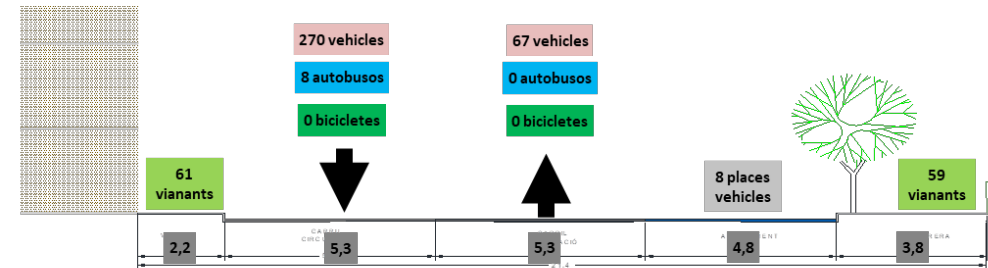 270 vehicles
67 vehicles
8 autobusos
0 autobusos
0 bicicletes
0 bicicletes
61
vianants
8 places
vehicles
59
vianants
2,2
5,3
5,3
4,8
3,8